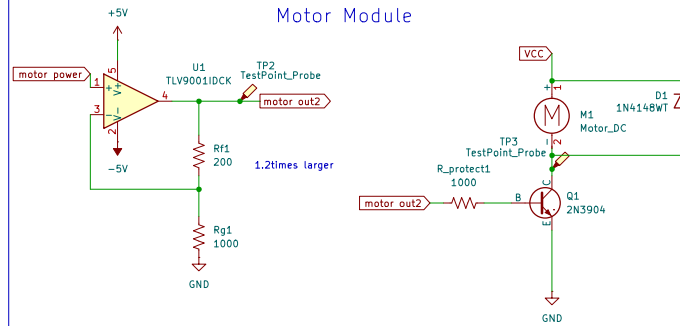 Motor Module
+5V
motor power
U1
TLV9001IDCK
TP2
TestPoint_Probe
motor out2
1
3
4
5
2
+
-
V+
V-
-5V
Rf1
200
1.2times larger
Rg1
1000
GND
VCC
+
1
M
M1
Motor_DC
-
2
D1
1N4148WT
TP3
TestPoint_Probe
R_protect1
1000
motor out2
B
C
E
Q1
2N3904
GND